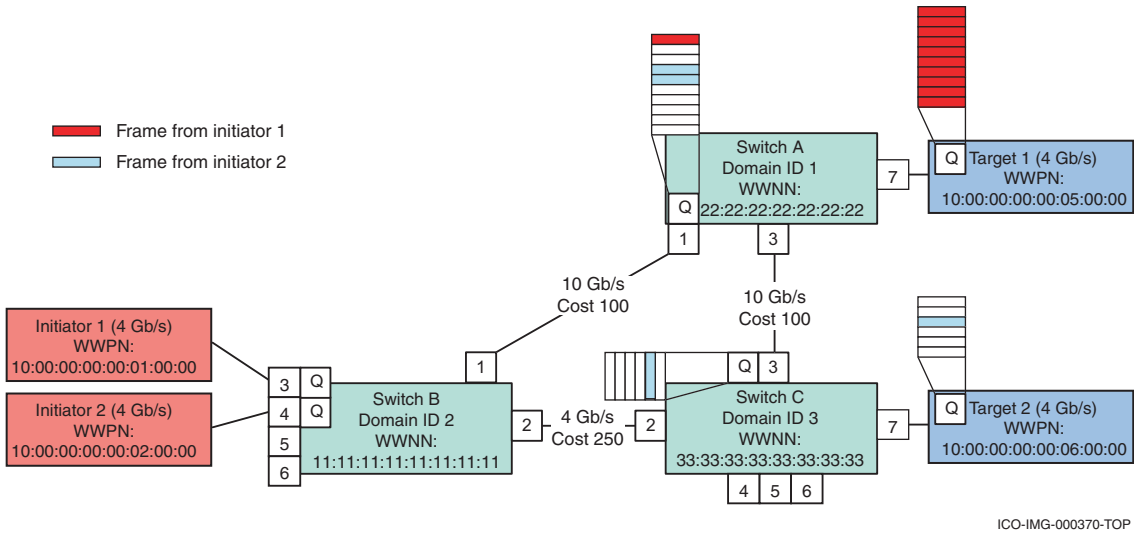 Frame from initiator 1
Frame from initiator 2
Switch A
Domain ID 1
WWNN:
22:22:22:22:22:22:22:22
Q
1
3
7
Q
Target 1 (4 Gb/s)
WWPN:
10:00:00:00:00:05:00:00
10 Gb/s
Cost 100
10 Gb/s
Cost 100
Initiator 1 (4 Gb/s)
WWPN:
10:00:00:00:00:01:00:00
Initiator 2 (4 Gb/s)
WWPN:
10:00:00:00:00:02:00:00
1
3 Q
4 Q
5
6
Switch B
Domain ID 2
WWNN:
11:11:11:11:11:11:11:11
2
4 Gb/s
Cost 250
2
Q 3
Switch C
Domain ID 3
WWNN:
33:33:33:33:33:33:33:33
7
4 5 6
Q
Target 2 (4 Gb/s)
WWPN:
10:00:00:00:00:06:00:00
ICO-IMG-000370-TOP